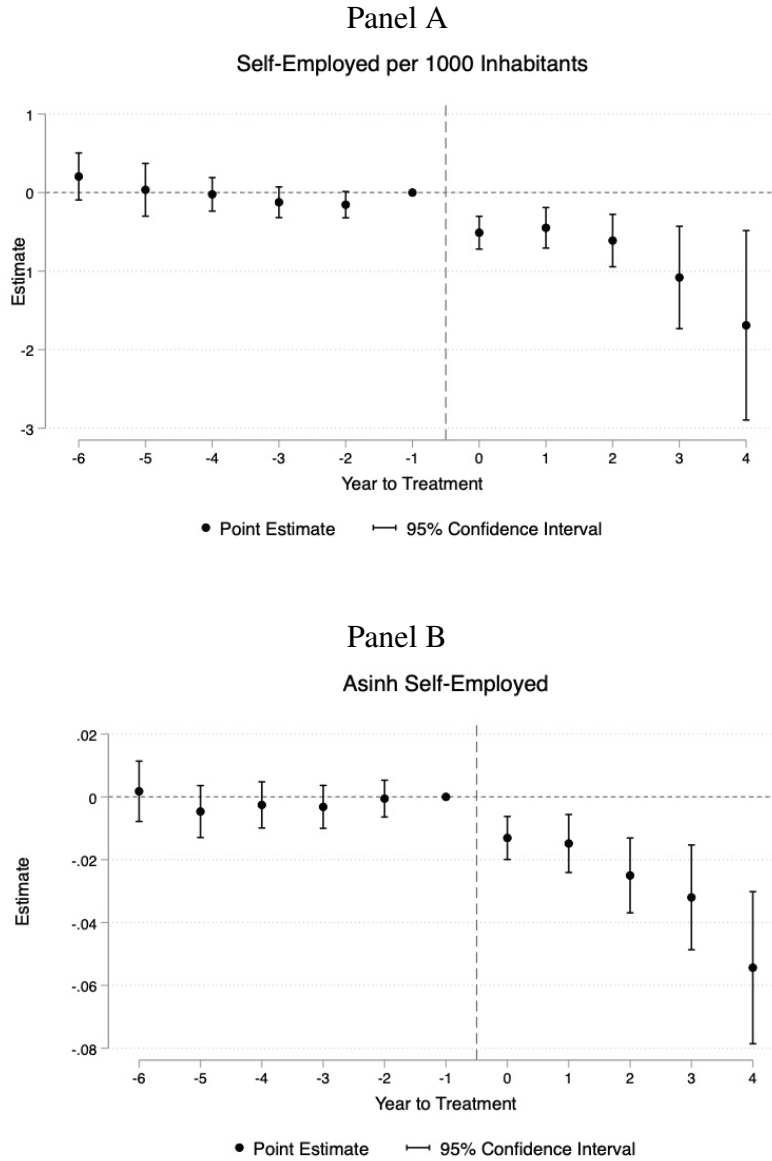 Panel A
Self-Employed per 1000 Inhabitants
1
0
1
-2
-3
Estimate
-6 -5 -4 -3 -2 -1 0 1 2 3 4
Year to Treatment
Point Estimate 95% Confidence Interval
Panel B
Asinh Self-Employed
.02
0
-.02
-.04
-.06
-.08
Estimate
-6 -5 -4 -3 -2 -1 0 1 2 3 4
Year to Treatment
Point Estimate 95% Confidence Interval